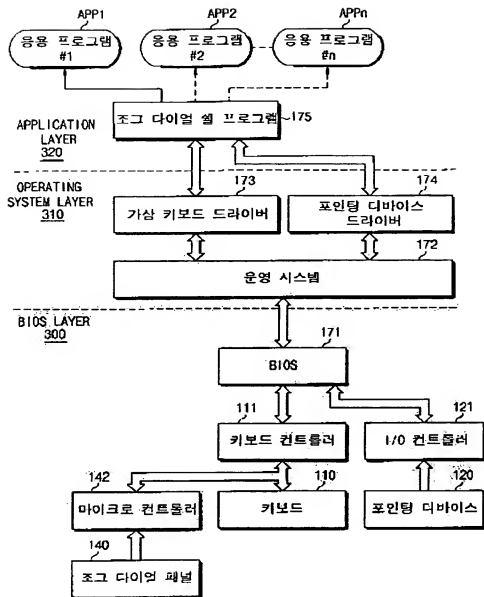 APP1
APP2
APPn
응용 프로그램
#1
응용 프로그램
#2
응용 프로그램
#n
조그 다이얼 쉘 프로그램
175
APPLICATION
LAYER
320
OPERATING
SYSTEM LAYER
310
173
174
가상 키보드 드라이버
포인팅 디바이스
드라이버
172
운영 시스템
BIOS LAYER
300
171
BIOS
111
121
키보드 컨트롤러
I/O 컨트롤러
142
110
120
마이크로 컨트롤러
키보드
포인팅 디바이스
140
조그 다이얼 패널